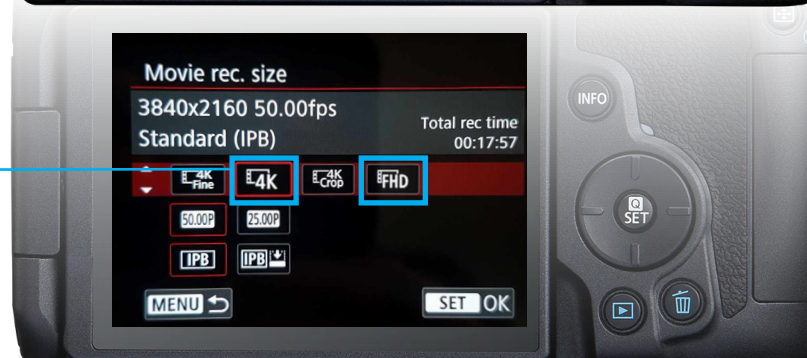 Movie rec. size
3840x2160 50.00fps
Standard (IPB)
Total rec time
00:17:57
4K Fine
4K
4K Crop
FHD
50.00P
25.00P
IPB
IPB
MENU
SET OK
INFO
Q
SET